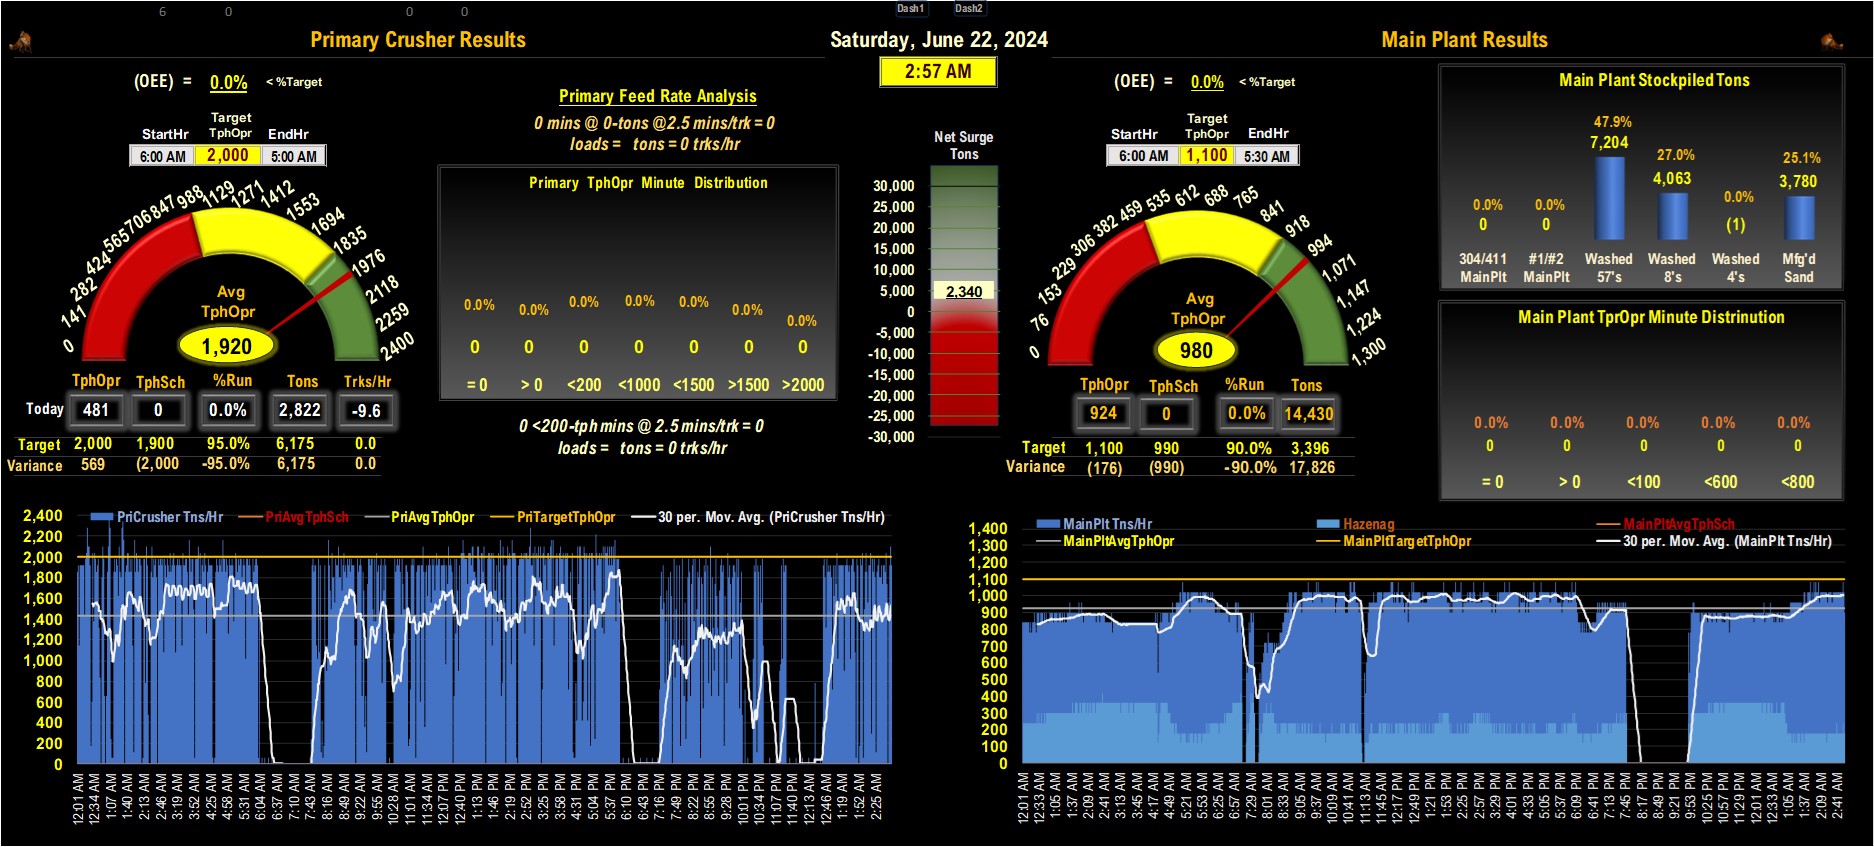 6 0 0 0 Dash1 Dash2
Primary Crusher Results
Saturday, June 22, 2024
Main Plant Results
2:57 AM
(OEE) = 0.0% < %Target
Target
StartHr TphOpr EndHr
6:00 AM 2,000 5:00 AM
0 141 282 424 565 706 847 988 1129 1271 1412 1553 1694 1835 1976 2118 2259 2400
Avg
TphOpr
1,920
TphOpr TphSch %Run Tons Trks/Hr
Today 481 0 0.0% 2,822 -9.6
Target 2,000 1,900 95.0% 6,175 0.0
Variance 569 (2,000 -95.0% 6,175 0.0
Primary Feed Rate Analysis
0 mins @ 0-tons @2.5 mins/trk = 0
loads = tons = 0 trks/hr
Primary TphOpr Minute Distribution
0.0% 0.0% 0.0% 0.0% 0.0% 0.0% 0.0%
0 0 0 0 0 0 0
= 0 > 0 <200 <1000 <1500 >1500 >2000
0 <200-tph mins @ 2.5 mins/trk = 0
loads = tons = 0 trks/hr
Net Surge
Tons
30,000
25,000
20,000
15,000
10,000
5,000
2,340
0
-5,000
-10,000
-15,000
-20,000
-25,000
-30,000
(OEE) = 0.0% < %Target
Target
StartHr TphOpr EndHr
6:00 AM 1,100 5:30 AM
0 76 153 229 306 382 459 535 612 688 765 841 918 994 1,071 1,147 1,224 1,300
Avg
TphOpr
980
TphOpr TphSch %Run Tons
924 0 0.0% 14,430
Target 1,100 990 90.0% 3,396
Variance (176) (990) -90.0% 17,826
Main Plant Stockpiled Tons
0.0% 0.0% 47.9% 27.0% 0.0% 25.1%
0 0 7,204 4,063 (1) 3,780
304/411 #1/#2 Washed Washed Washed Mfg'd
MainPlt MainPlt 57's 8's 4's Sand
Main Plant TprOpr Minute Distrinution
0.0% 0.0% 0.0% 0.0% 0.0%
0 0 0 0 0
= 0 > 0 <100 <600 <800
PriCrusher Tns/Hr PriAvgTphSch PriAvgTphOpr PriTargetTphOpr 30 per. Mov. Avg. (PriCrusher Tns/Hr)
2,400
2,200
2,000
1,800
1,600
1,400
1,200
1,000
800
600
400
200
0
12:01 AM 12:34 AM 1:07 AM 1:40 AM 2:13 AM 2:46 AM 3:19 AM 3:52 AM 4:25 AM 4:58 AM 5:31 AM 6:04 AM 6:37 AM 7:10 AM 7:43 AM 8:16 AM 8:49 AM 9:22 AM 9:55 AM 10:28 AM 11:01 AM 11:34 AM 12:07 PM 12:40 PM 1:13 PM 1:46 PM 2:19 PM 2:52 PM 3:25 PM 3:58 PM 4:31 PM 5:04 PM 5:37 PM 6:10 PM 6:43 PM 7:16 PM 7:49 PM 8:22 PM 8:55 PM 9:28 PM 10:01 PM 10:34 PM 11:07 PM 11:40 PM 12:13 AM 12:46 AM 1:19 AM 1:52 AM 2:25 AM
MainPlt Tns/Hr Hazenag MainPltAvgTphSch
MainPltAvgTphOpr MainPltTargetTphOpr 30 per. Mov. Avg. (MainPlt Tns/Hr)
1,400
1,300
1,200
1,100
1,000
900
800
700
600
500
400
300
200
100
0
12:01 AM 12:33 AM 1:05 AM 1:37 AM 2:09 AM 2:41 AM 3:13 AM 3:45 AM 4:17 AM 4:49 AM 5:21 AM 5:53 AM 6:25 AM 6:57 AM 7:29 AM 8:01 AM 8:33 AM 9:05 AM 9:37 AM 10:09 AM 10:41 AM 11:13 AM 11:45 AM 12:17 PM 12:49 PM 1:21 PM 1:53 PM 2:25 PM 2:57 PM 3:29 PM 4:01 PM 4:33 PM 5:05 PM 5:37 PM 6:09 PM 6:41 PM 7:13 PM 7:45 PM 8:17 PM 8:49 PM 9:21 PM 9:53 PM 10:25 PM 10:57 PM 11:29 PM 12:01 AM 12:33 AM 1:05 AM 1:37 AM 2:09 AM 2:41 AM